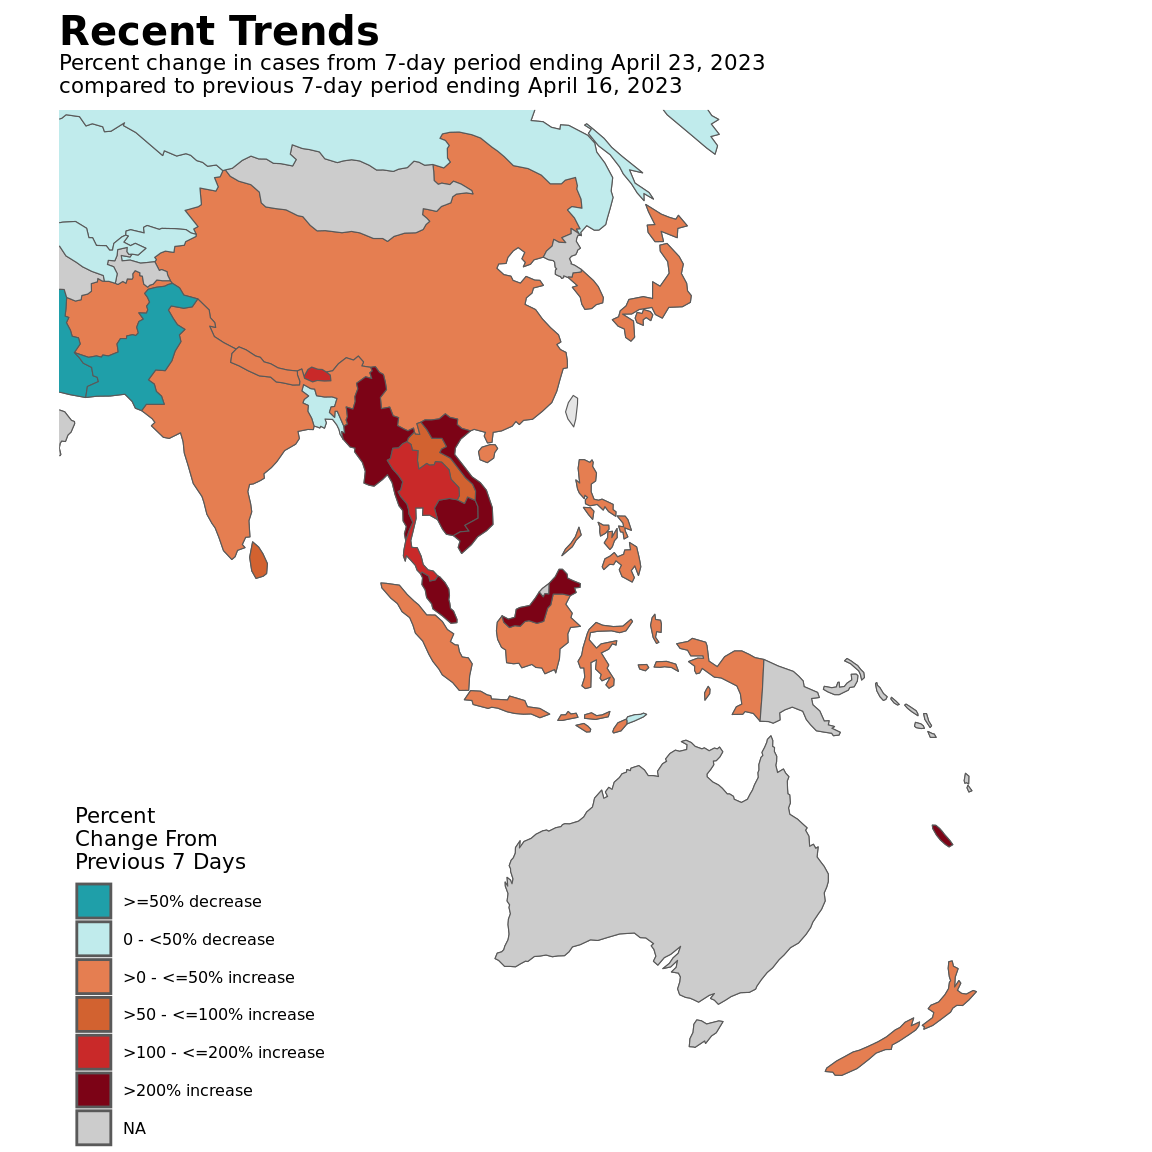 Recent Trends
Percent change in cases from 7-day period ending April 23, 2023
compared to previous 7-day period ending April 16, 2023
Percent
Change From
Previous 7 Days
>=50% decrease
0 - <50% decrease
>0 - <=50% increase
>50 - <=100% increase
>100 - <=200% increase
>200% increase
NA